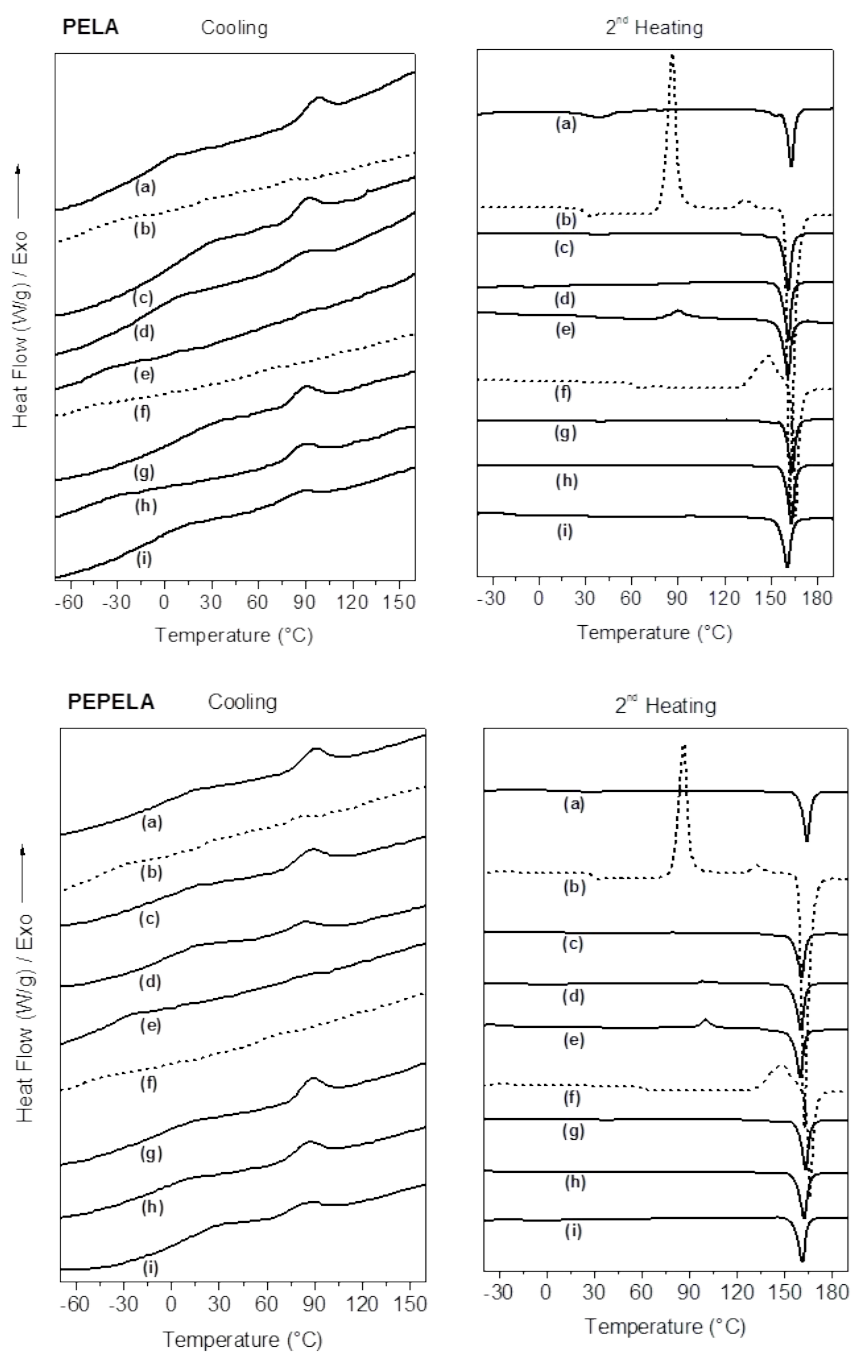 PELA Cooling
2nd Heating
(a)
(b)
(c)
(d)
(e)
(f)
(g)
(h)
(i)
(a)
(b)
(c)
(d)
(e)
(f)
(g)
(h)
(i)
Heat Flow (W/g) / Exo
-60 -30 0 30 60 90 120 150
Temperature (°C)
-30 0 30 60 90 120 150 180
Temperature (°C)
PEPELA Cooling
2nd Heating
(a)
(b)
(c)
(d)
(e)
(f)
(g)
(h)
(i)
(a)
(b)
(c)
(d)
(e)
(f)
(g)
(h)
(i)
Heat Flow (W/g) / Exo
-60 -30 0 30 60 90 120 150
Temperature (°C)
-30 0 30 60 90 120 150 180
Temperature (°C)